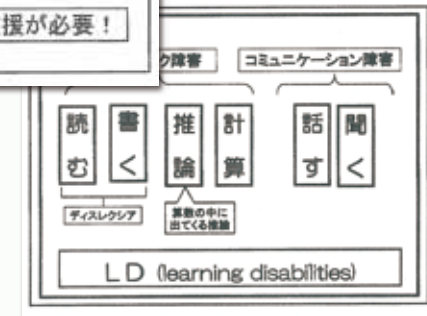 援が必要！
ク障害
コミュニケーション障害
読む
書く
推論
計算
話す
聞く
ディスレクシア
算数の中に
出てくる推論
LD (learning disabilities)